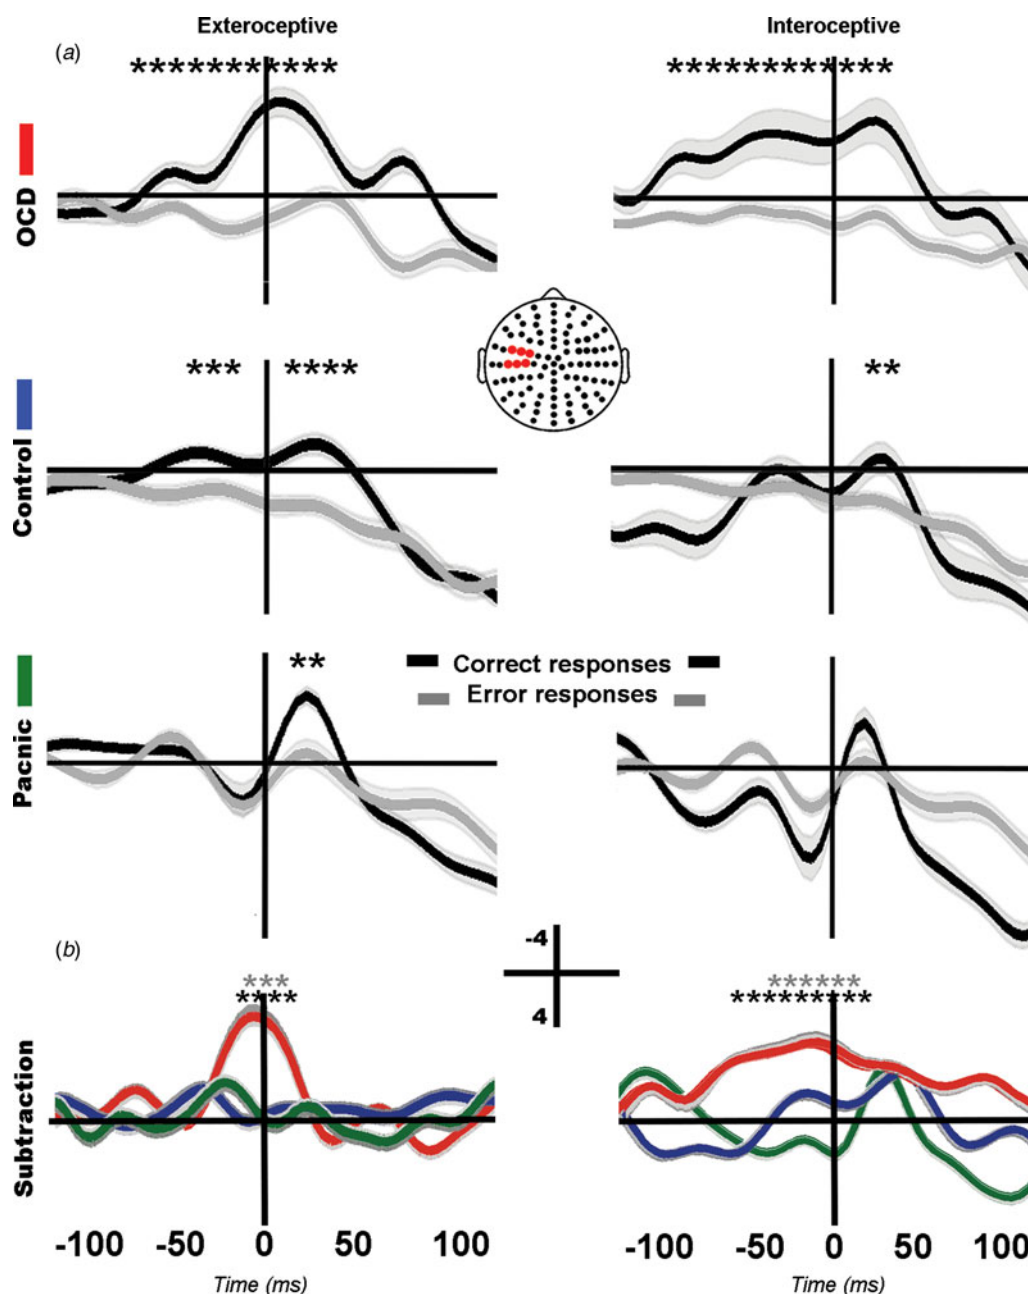 Exteroceptive Interoceptive
(a)
*********** ************
OCD
*** **** **
Control
**
Correct responses
Error responses
Pacnic
(b)
-4
4
*** ******
**** *********
Subtraction
-100 -50 0 50 100 -100 -50 0 50 100
Time (ms) Time (ms)